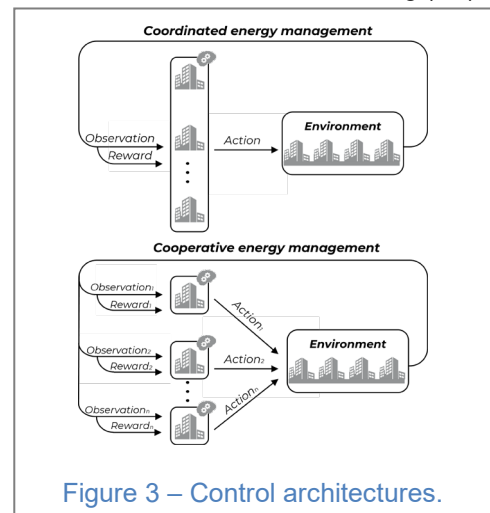 Coordinated energy management
Observation
Reward
Action
Environment
Cooperative energy management
Observation₁
Reward₁
Action₁
Observation₂
Reward₂
Action₂
Environment
Observationₙ
Rewardₙ
Actionₙ
Figure 3 – Control architectures.